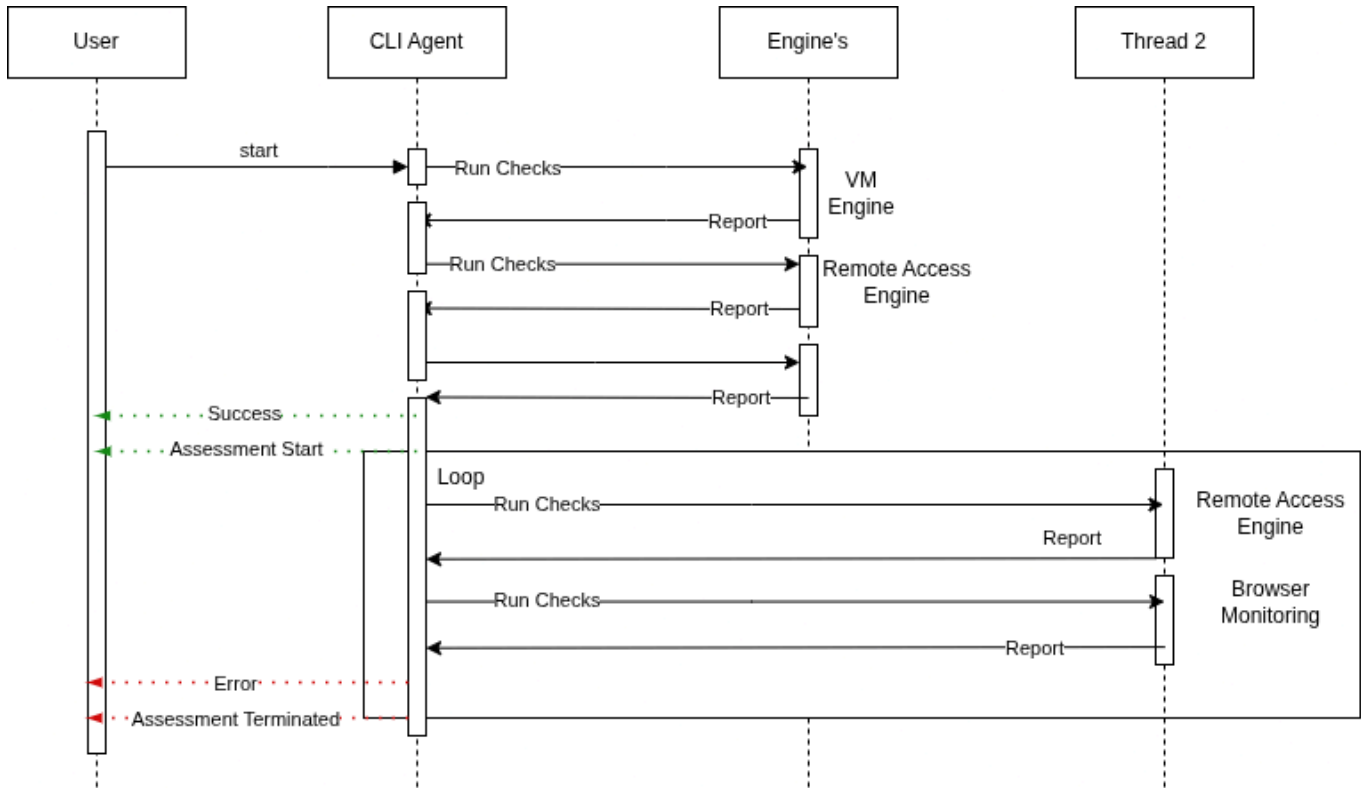 User
CLI Agent
Engine's
Thread 2
start
Run Checks
VM
Engine
Report
Run Checks
Remote Access
Engine
Report
Report
Success
Assessment Start
Loop
Run Checks
Remote Access
Engine
Report
Run Checks
Browser
Monitoring
Report
Error
Assessment Terminated